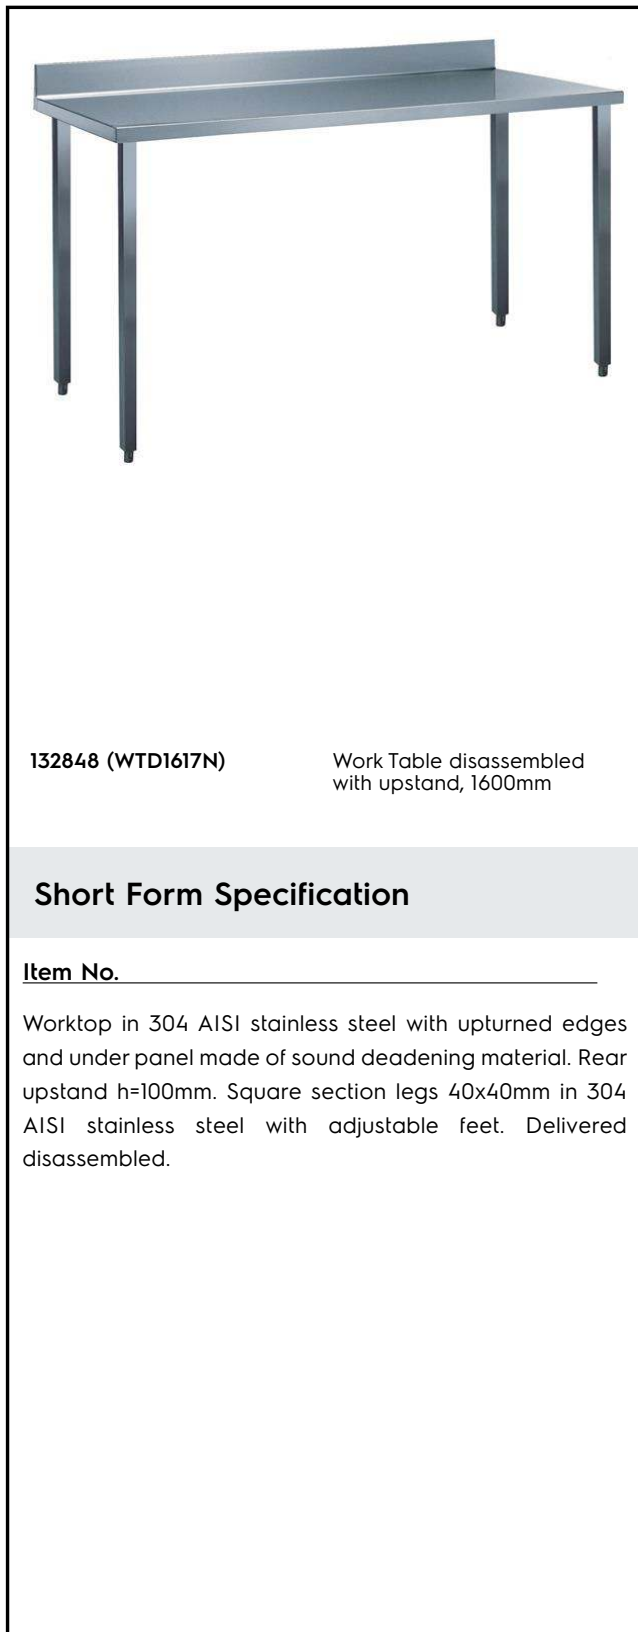 132848 (WTD1617N)
Work Table disassembled
with upstand, 1600mm
Short Form Specification
Item No.
Worktop in 304 AISI stainless steel with upturned edges
and under panel made of sound deadening material. Rear
upstand h=100mm. Square section legs 40x40mm in 304
AISI stainless steel with adjustable feet. Delivered
disassembled.